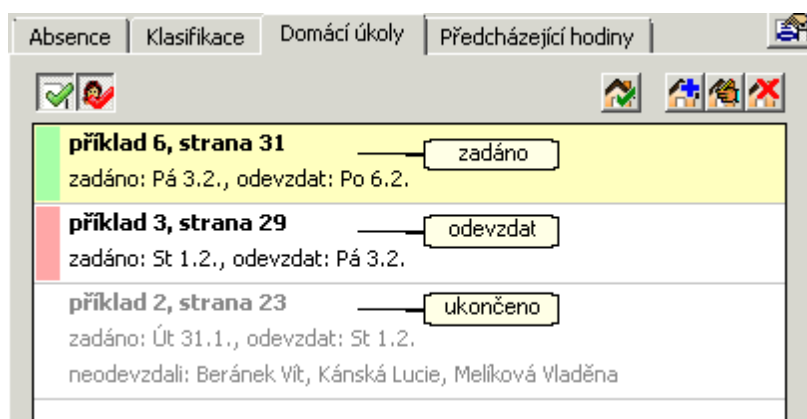 Absence
Klasifikace
Domácí úkoly
Předcházející hodiny
příklad 6, strana 31
zadáno
zadáno: Pá 3.2., odevzdat: Po 6.2.
příklad 3, strana 29
odevzdat
zadáno: St 1.2., odevzdat: Pá 3.2.
příklad 2, strana 23
ukončeno
zadáno: Út 31.1., odevzdat: St 1.2.
neodevzdali: Beránek Vít, Kánská Lucie, Melíková Vladěna